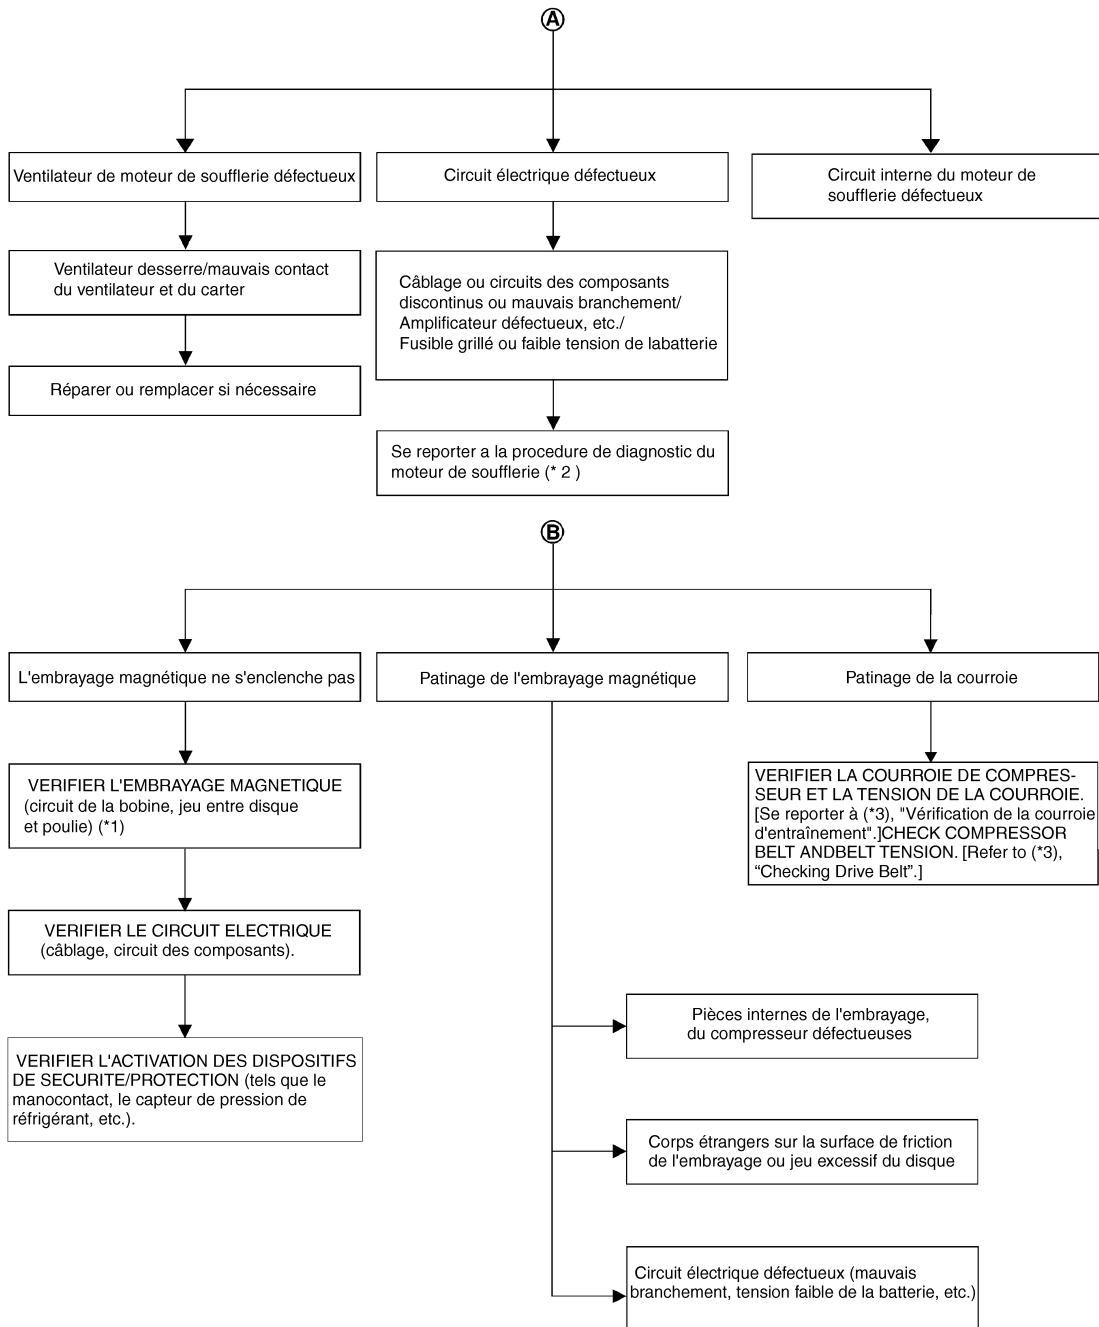 A
Ventilateur de moteur de soufflerie défectueux
Circuit électrique défectueux
Circuit interne du moteur de
soufflerie défectueux
Ventilateur desserre/mauvais contact
du ventilateur et du carter
Câblage ou circuits des composants
discontinus ou mauvais branchement/
Amplificateur défectueux, etc./
Fusible grillé ou faible tension de labatterie
Réparer ou remplacer si nécessaire
Se reporter a la procedure de diagnostic du
moteur de soufflerie (* 2 )
B
L'embrayage magnétique ne s'enclenche pas
Patinage de l'embrayage magnétique
Patinage de la courroie
VERIFIER L'EMBRAYAGE MAGNETIQUE
(circuit de la bobine, jeu entre disque
et poulie) (*1)
VERIFIER LA COURROIE DE COMPRES-
SEUR ET LA TENSION DE LA COURROIE.
[Se reporter à (*3), "Vérification de la courroie
d'entraînement".]CHECK COMPRESSOR
BELT ANDBELT TENSION. [Refer to (*3),
“Checking Drive Belt”.]
VERIFIER LE CIRCUIT ELECTRIQUE
(câblage, circuit des composants).
VERIFIER L'ACTIVATION DES DISPOSITIFS
DE SECURITE/PROTECTION (tels que le
manocontact, le capteur de pression de
réfrigérant, etc.).
Pièces internes de l'embrayage,
du compresseur défectueuses
Corps étrangers sur la surface de friction
de l'embrayage ou jeu excessif du disque
Circuit électrique défectueux (mauvais
branchement, tension faible de la batterie, etc.)